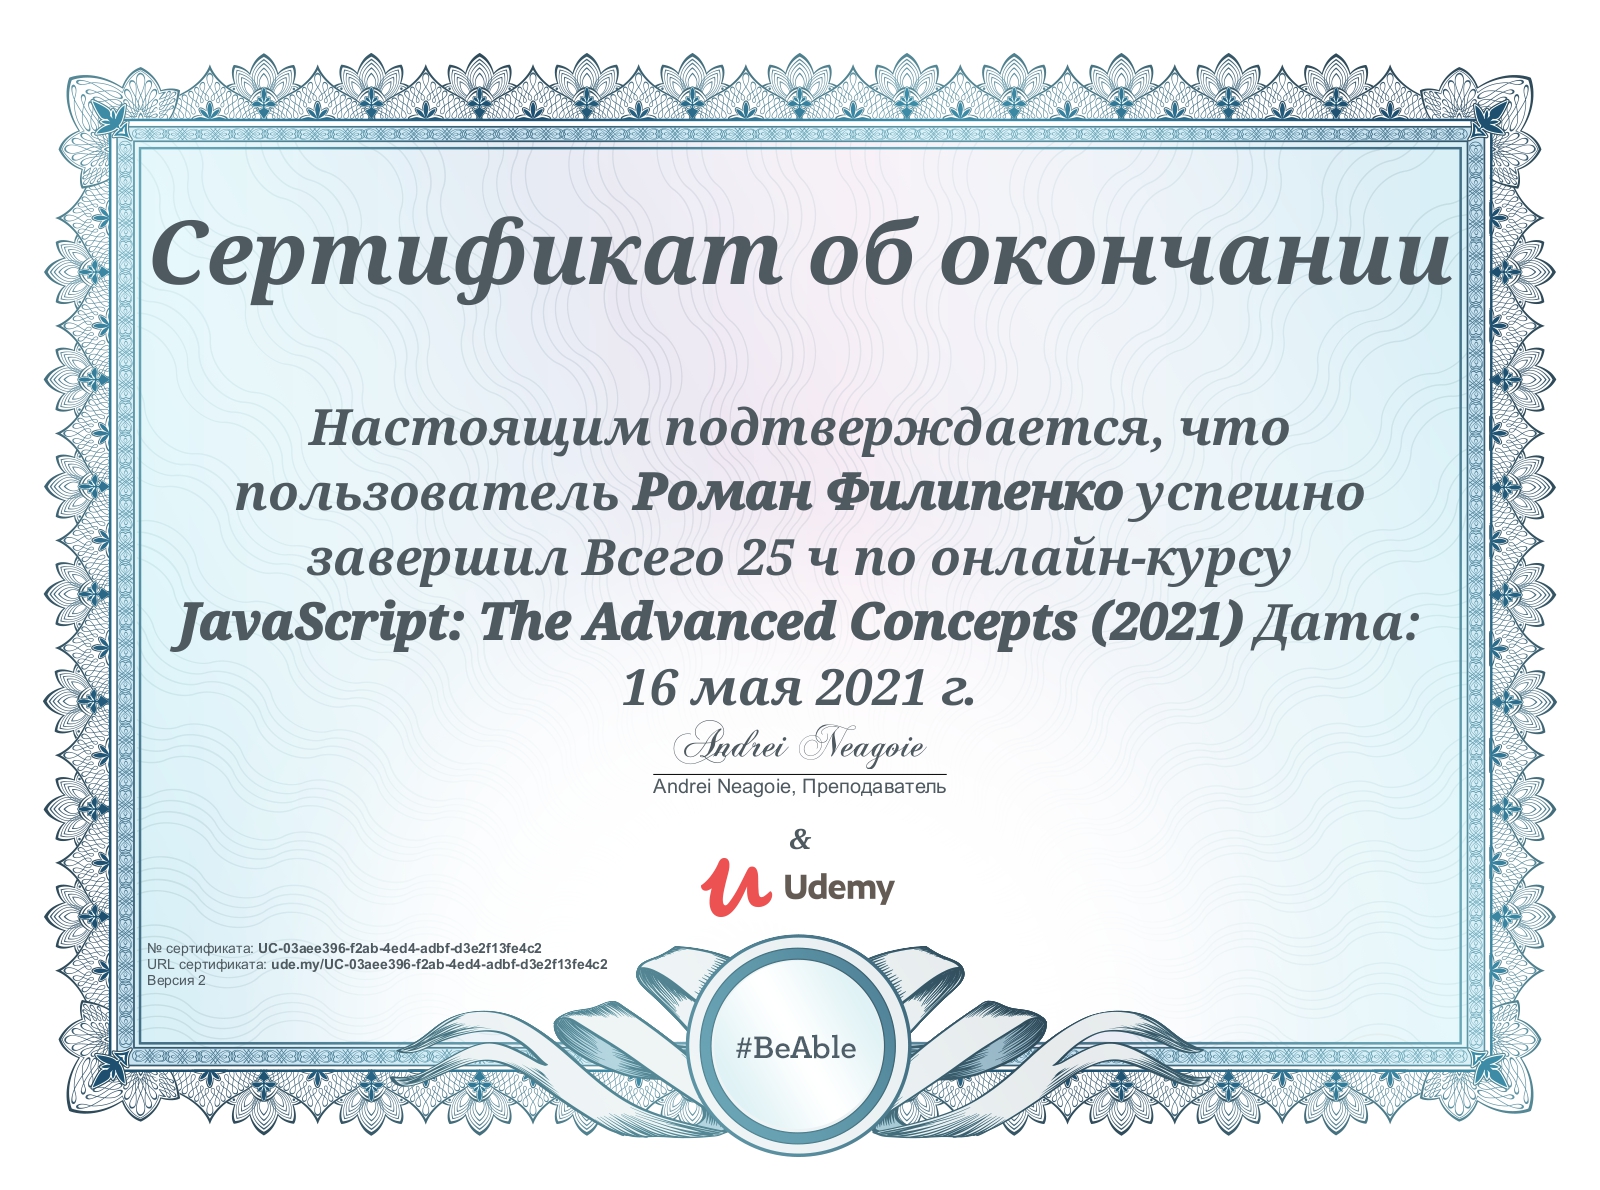 Сертификат об окончании
Настоящим подтверждается, что
пользователь Роман Филипенко успешно
завершил Всего 25 ч по онлайн-курсу
JavaScript: The Advanced Concepts (2021) Дата:
16 мая 2021 г.
Andrei Neagoie
Andrei Neagoie, Преподаватель
&
Udemy
№ сертификата: UC-03aee396-f2ab-4ed4-adbf-d3e2f13fe4c2
URL сертификата: ude.my/UC-03aee396-f2ab-4ed4-adbf-d3e2f13fe4c2
Версия 2
#BeAble